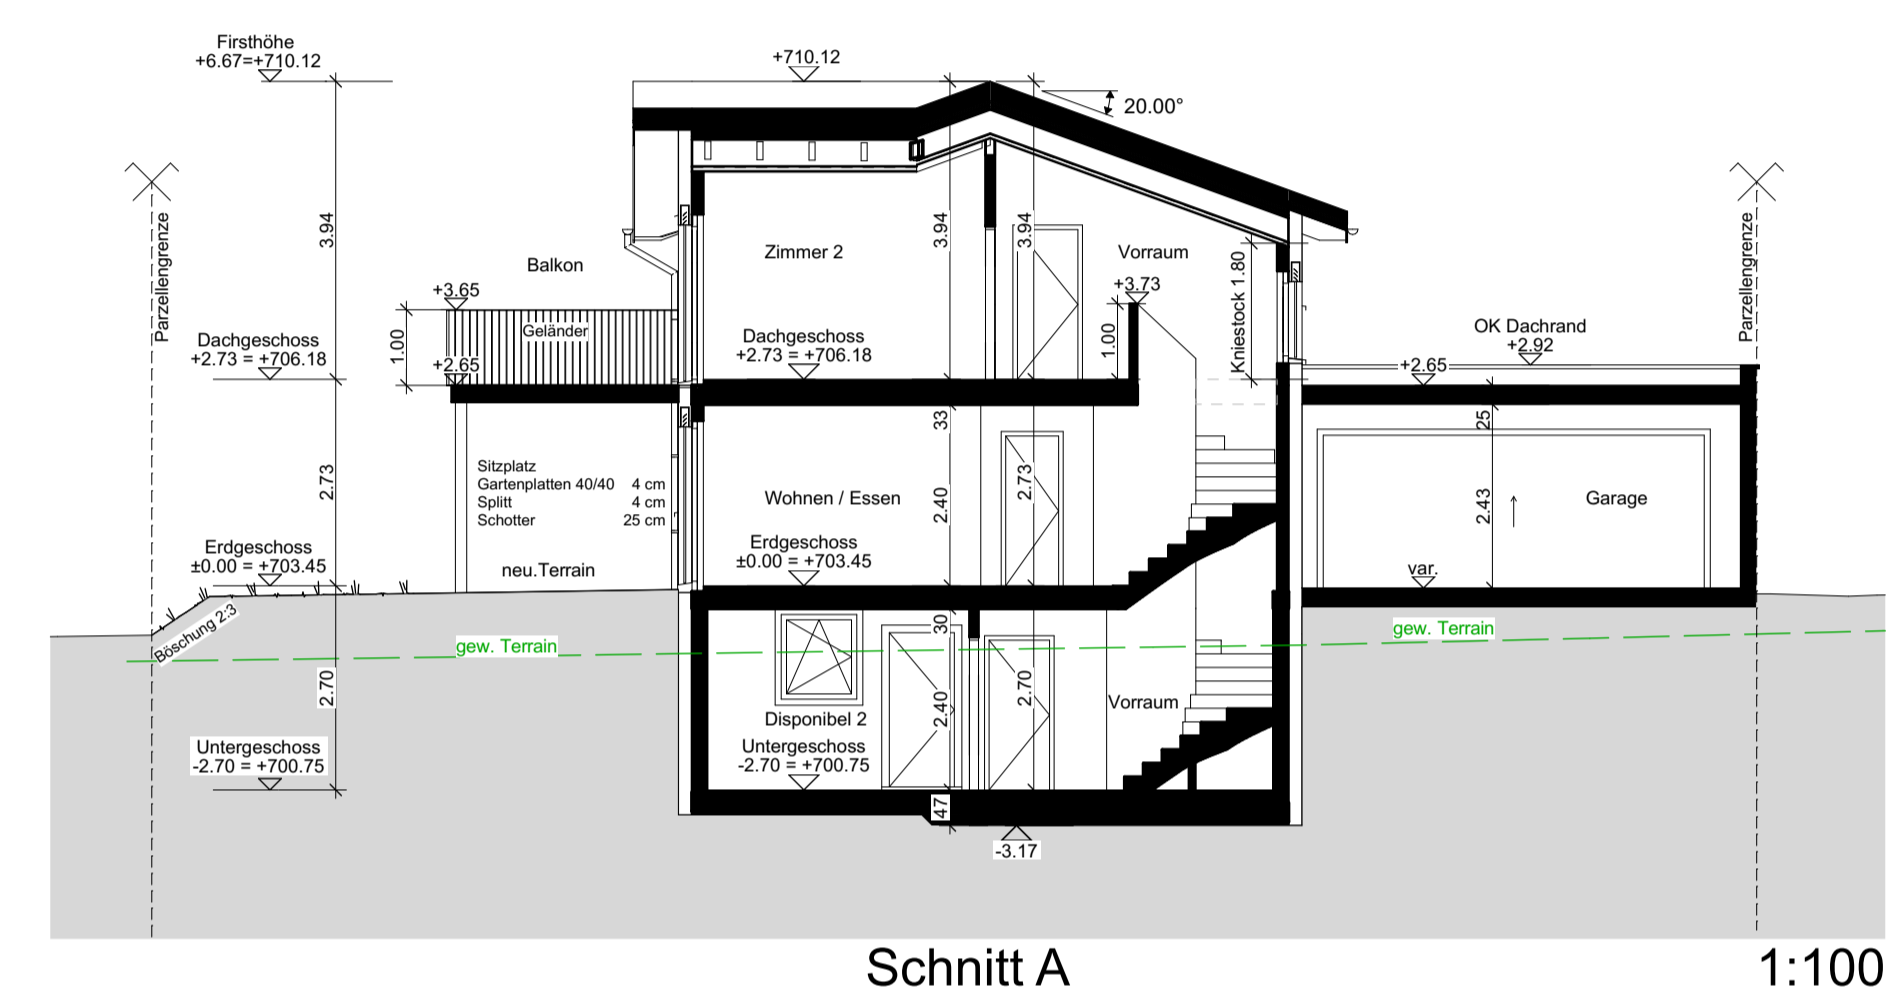 Firsthöhe
+6.67=+710.12
+710.12
20.00°
Parzellengrenze
3.94
3.94
3.94
Balkon
Zimmer 2
Vorraum
+3.73
Kniestock 1.80
Parzellengrenze
+3.65
Geländer
1.00
+2.65
1.00
Dachgeschoss
+2.73 = +706.18
Dachgeschoss
+2.73 = +706.18
OK Dachrand
+2.92
+2.65
33
25
2.73
Sitzplatz
Gartenplatten 40/40 4 cm
Splitt 4 cm
Schotter 25 cm
Wohnen / Essen
2.40
2.73
2.43
Garage
Erdgeschoss
±0.00 = +703.45
neu.Terrain
Erdgeschoss
±0.00 = +703.45
var.
Böschung 2:3
gew. Terrain
30
gew. Terrain
2.70
2.40
2.70
Vorraum
Disponibel 2
Untergeschoss
-2.70 = +700.75
Untergeschoss
-2.70 = +700.75
47
-3.17
Schnitt A
1:100